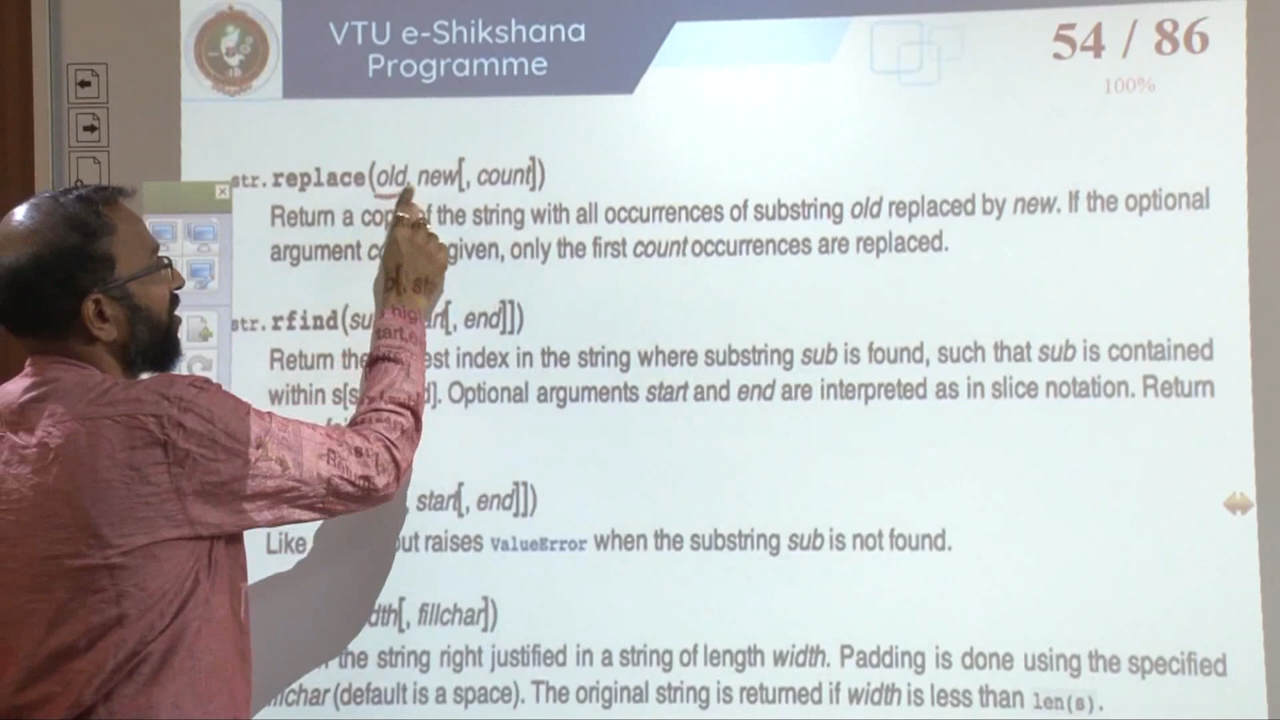 VTU e-Shikshana
Programme
54 / 86
100%
str.replace(old, new[, count])
Return a copy of the string with all occurrences of substring old replaced by new. If the optional
argument given, only the first count occurrences are replaced.
str.rfind( end]])
Return the est index in the string where substring sub is found, such that sub is contained
within Optional arguments start and end are interpreted as in slice notation. Return
, start[, end]])
Like ut raises ValueError when the substring sub is not found.
dth[, fillchar])
the string right justified in a string of length width. Padding is done using the specified
llchar (default is a space). The original string is returned if width is less than len(s).